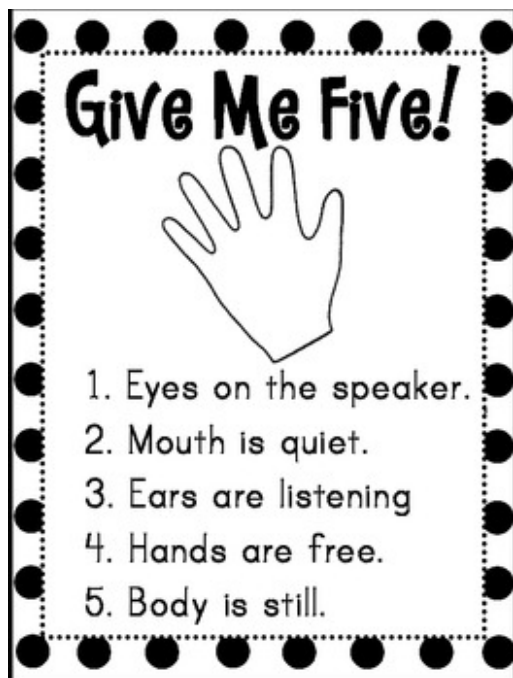 Give Me Five!
1. Eyes on the speaker.
2. Mouth is quiet.
3. Ears are listening
4. Hands are free.
5. Body is still.